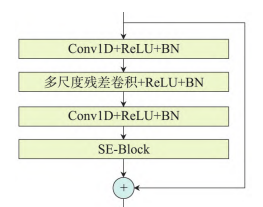 Conv1D+ReLU+BN
多尺度残差卷积+ReLU+BN
Conv1D+ReLU+BN
SE-Block
+